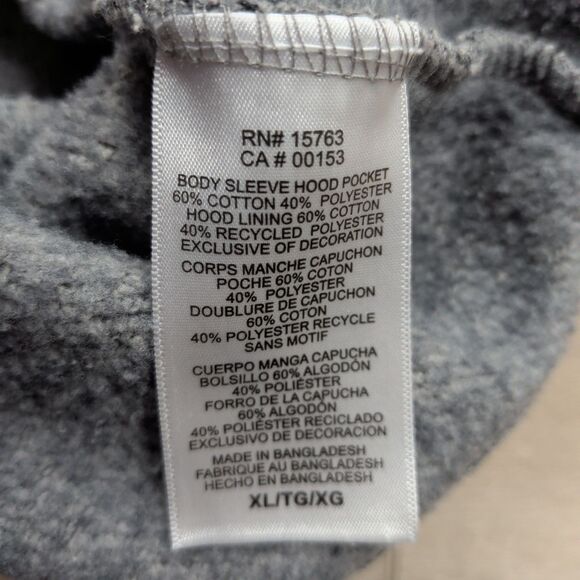 RN# 15763
CA # 00153
BODY SLEEVE HOOD POCKET
60% COTTON 40% POLYESTER
HOOD LINING 60% COTTON
40% RECYCLED POLYESTER
EXCLUSIVE OF DECORATION
CORPS MANCHE CAPUCHON
POCHE 60% COTON
40% POLYESTER
DOUBLURE DE CAPUCHON
60% COTON
40% POLYESTER RECYCLE
SANS MOTIF
CUERPO MANGA CAPUCHA
BOLSILLO 60% ALGODÓN
40% POLIÉSTER
FORRO DE LA CAPUCHA
60% ALGODÓN
40% POLIÉSTER RECICLADO
EXCLUSIVO DE DECORACION
MADE IN BANGLADESH
FABRIQUE AU BANGLADESH
HECHO EN BANGLADESH
XL/TG/XG